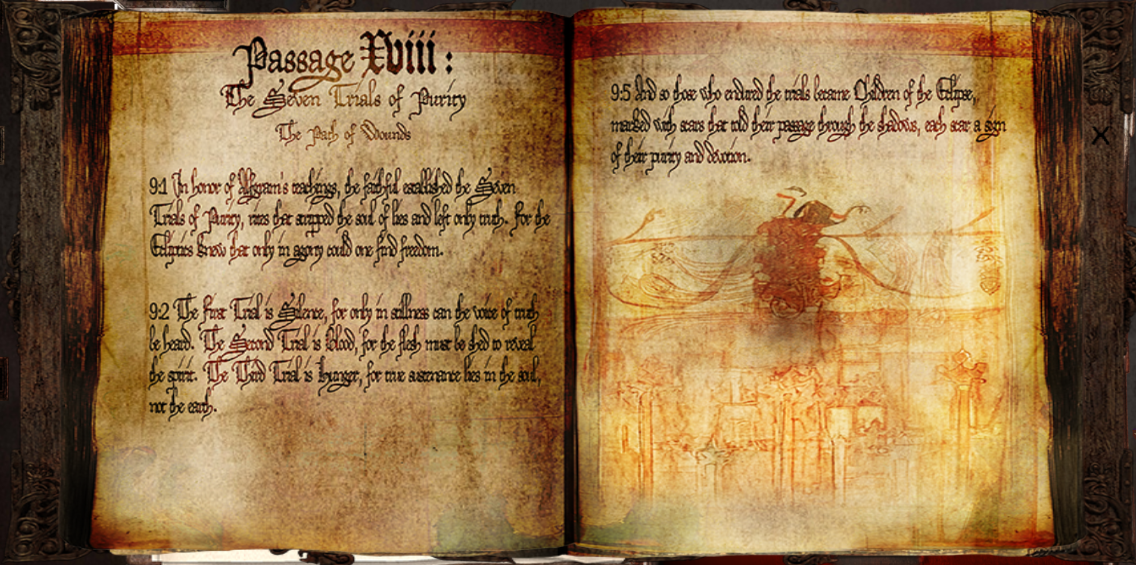 Passage Xviii :
The Seven Trials of Purity
The Path of Wounds
9:1 In honor of Alfgram's teachings, the faithful established the Seven
Trials of Purity, rites that stripped the soul of lies and left only truth. For the
Ecliptics knew that only in agony could one find freedom.
9:2 The First Trial is Silence, for only in stillness can the voice of truth
be heard. The Second Trial is Blood, for the flesh must be shed to reveal
the spirit. The Third Trial is Hunger, for true sustenance lies in the soul,
not the earth.
9:5 And so those who endured the trials became Children of the Eclipse,
marked with scars that told their passage through the shadows, each scar a sign
of their purity and devotion.
X